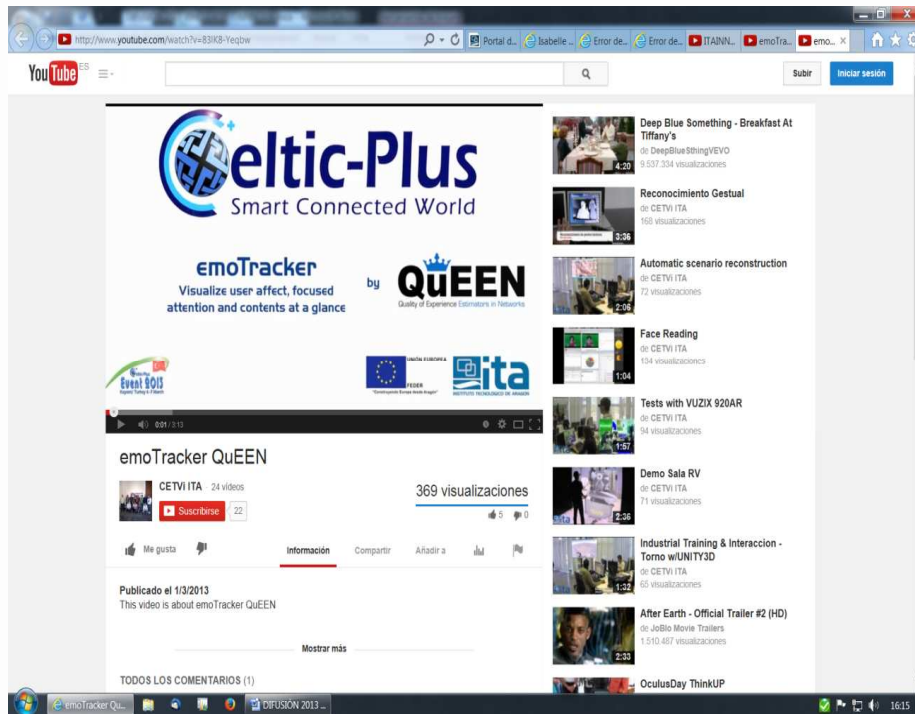 http://www.youtube.com/watch?v=83IK8-Yeqbw
Portal d...
Isabelle ...
Error de...
Error de...
ITAINN...
emoTra...
emo...
YouTube ES
Subir
Iniciar sesión
Celtic-Plus
Smart Connected World
emoTracker
Visualize user affect, focused
attention and contents at a glance
by
QuEEN
Quality of Experience Estimators in Networks
Celtic-Plus
Event 2013
UNIÓN EUROPEA
FEDER
"Construyendo Europa desde Aragón"
ita
INSTITUTO TECNOLÓGICO DE ARAGÓN
0:01 / 3:13
emoTracker QuEEN
CETVi ITA · 24 vídeos
Suscribirse 22
369 visualizaciones
5 0
Me gusta
Información
Compartir
Añadir a
Publicado el 1/3/2013
This video is about emoTracker QuEEN
Mostrar más
TODOS LOS COMENTARIOS (1)
4:20
Deep Blue Something - Breakfast At
Tiffany's
de DeepBlueSthingVEVO
9.537.334 visualizaciones
3:36
Reconocimiento Gestual
de CETVi ITA
168 visualizaciones
2:06
Automatic scenario reconstruction
de CETVi ITA
72 visualizaciones
1:04
Face Reading
de CETVi ITA
134 visualizaciones
1:57
Tests with VUZIX 920AR
de CETVi ITA
94 visualizaciones
2:36
Demo Sala RV
de CETVi ITA
71 visualizaciones
1:32
Industrial Training & Interaccion -
Torno w/UNITY3D
de CETVi ITA
65 visualizaciones
2:33
After Earth - Official Trailer #2 (HD)
de JoBlo Movie Trailers
1.510.487 visualizaciones
OculusDay ThinkUP
emoTracker Qu...
DIFUSIÓN 2013 ...
16:15